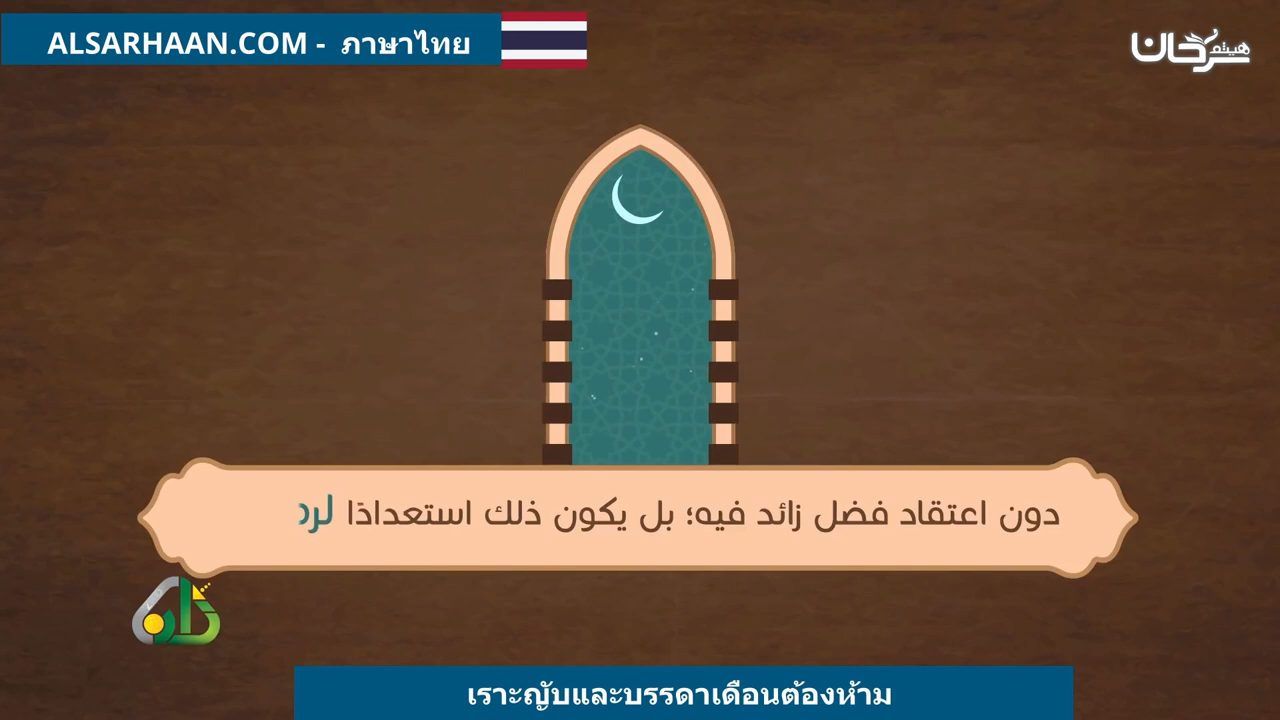 ALSARHAAN.COM - ภาษาไทย
هيثم سرحان
دون اعتقاد فضل زائد فيه؛ بل يكون ذلك استعدادًا
เราะญับและบรรดาเดือนต้องห้าม